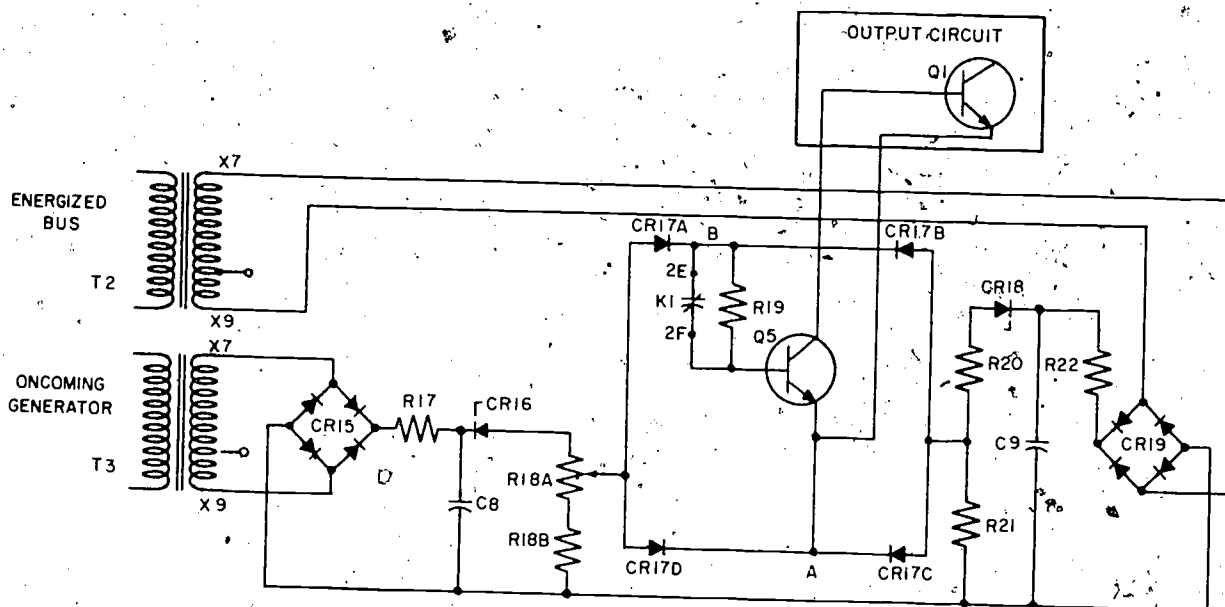 OUTPUT CIRCUIT
Q1
X7
ENERGIZED
BUS
T2
X9
CR17A
B
CR17B
2E
K1
2F
R19
Q5
CR18
R20
R22
X7
ONCOMING
GENERATOR
T3
X9
CR15
R17
CR16
R18A
C8
R18B
C9
CR19
R21
CR17D
A
CR17C